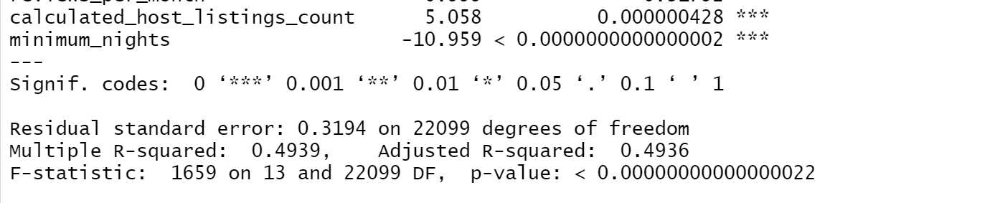 calculated_host_listings_count 5.058 0.000000428 ***
minimum_nights -10.959 < 0.0000000000000002 ***
---
Signif. codes: 0 ‘***’ 0.001 ‘**’ 0.01 ‘*’ 0.05 ‘.’ 0.1 ‘ ’ 1
Residual standard error: 0.3194 on 22099 degrees of freedom
Multiple R-squared: 0.4939, Adjusted R-squared: 0.4936
F-statistic: 1659 on 13 and 22099 DF, p-value: < 0.00000000000000022